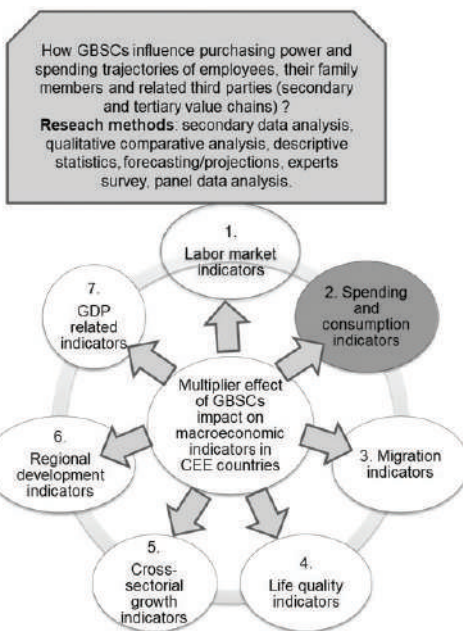 How GBSCs influence purchasing power and
spending trajectories of employees, their family
members and related third parties (secondary
and tertiary value chains) ?
Reseach methods: secondary data analysis,
qualitative comparative analysis, descriptive
statistics, forecasting/projections, experts
survey, panel data analysis.
1.
Labor market
indicators
2. Spending
and
consumption
indicators
3. Migration
indicators
4.
Life quality
indicators
5.
Cross-
sectorial
growth
indicators
6.
Regional
development
indicators
7.
GDP
related
indicators
Multiplier effect
of GBSCs
impact on
macroeconomic
indicators in
CEE countries